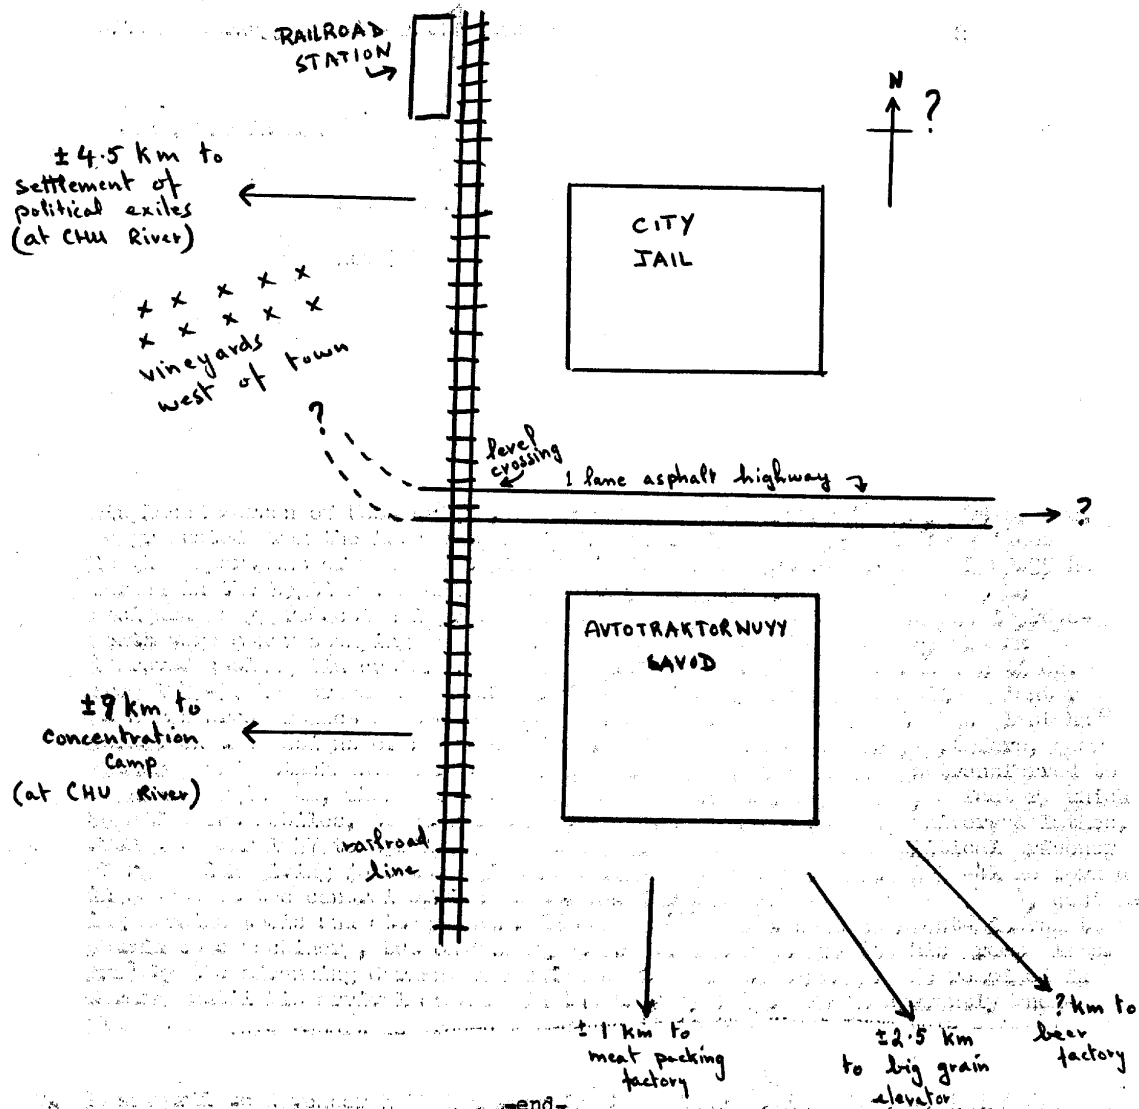 RAILROAD
STATION
N
?
± 4.5 km to
settlement of
political exiles
(at CHU River)
CITY
JAIL
x x x x x
x x x x x
vineyards
west of town
?
level
crossing
1 lane asphalt highway
?
AVTOTRAKTORNUYY
ZAVOD
±9 km to
concentration
camp
(at CHU River)
railroad
line
± 1 km to
meat packing
factory
±2.5 km
to big grain
elevator
? km to
beer
factory
-end-